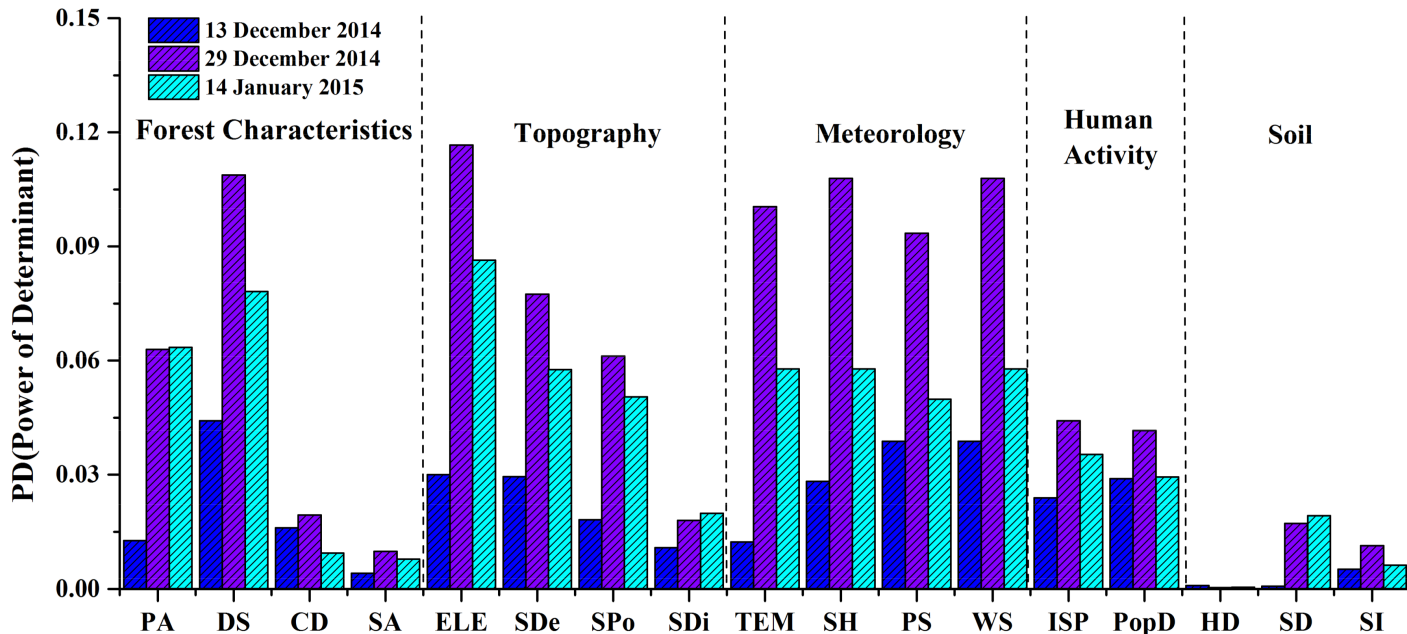 0.15
0.12
0.09
0.06
0.03
0.00
PD(Power of Determinant)
13 December 2014
29 December 2014
14 January 2015
Forest Characteristics
Topography
Meteorology
Human
Activity
Soil
PA DS CD SA ELE SDe SPo SDi TEM SH PS WS ISP PopD HD SD SI